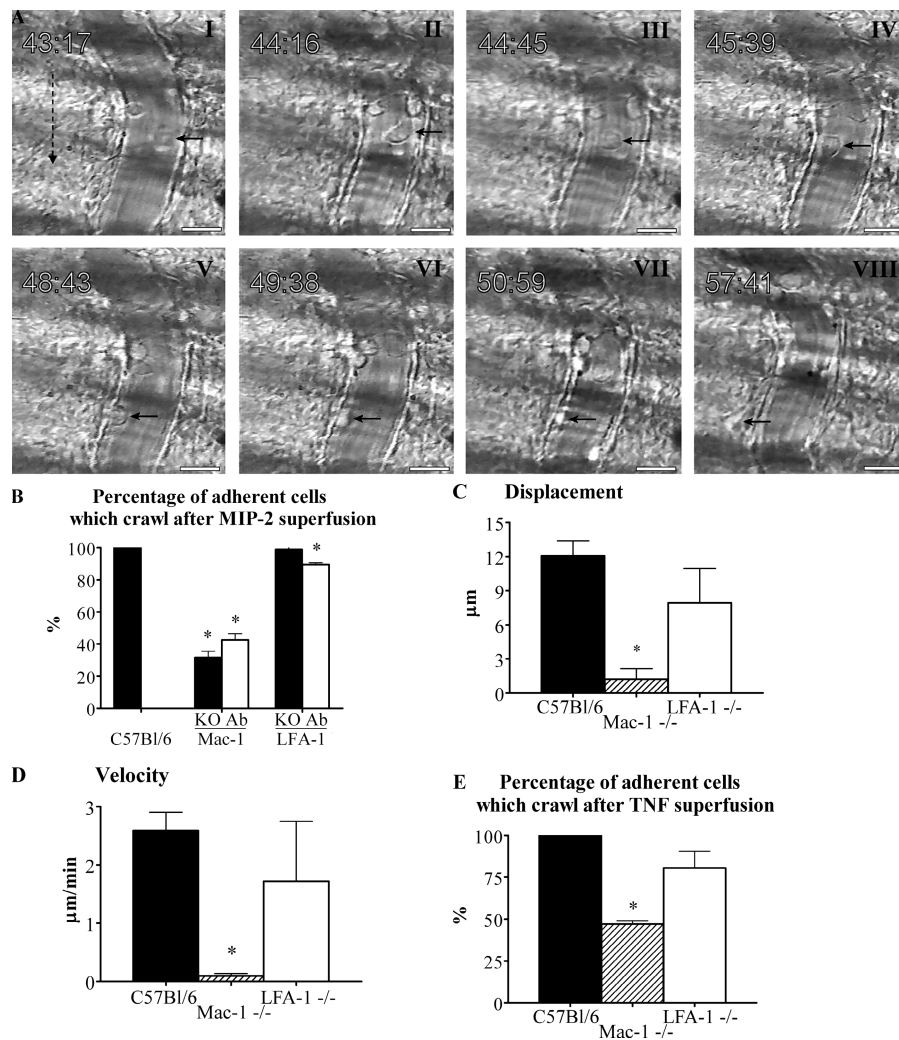 A
I
43:17
II
44:16
III
44:45
IV
45:39
V
48:43
VI
49:38
VII
50:59
VIII
57:41
B
Percentage of adherent cells
which crawl after MIP-2 superfusion
100
80
60
40
20
0
%
*
*
*
KO Ab
KO Ab
C57Bl/6
Mac-1
LFA-1
C
Displacement
15
12
9
6
3
0
μm
*
C57Bl/6
LFA-1 -/-
Mac-1 -/-
D
Velocity
3
2
1
0
μm/min
*
C57Bl/6
LFA-1 -/-
Mac-1 -/-
E
Percentage of adherent cells
which crawl after TNF superfusion
100
75
50
25
0
%
*
C57Bl/6
LFA-1 -/-
Mac-1 -/-